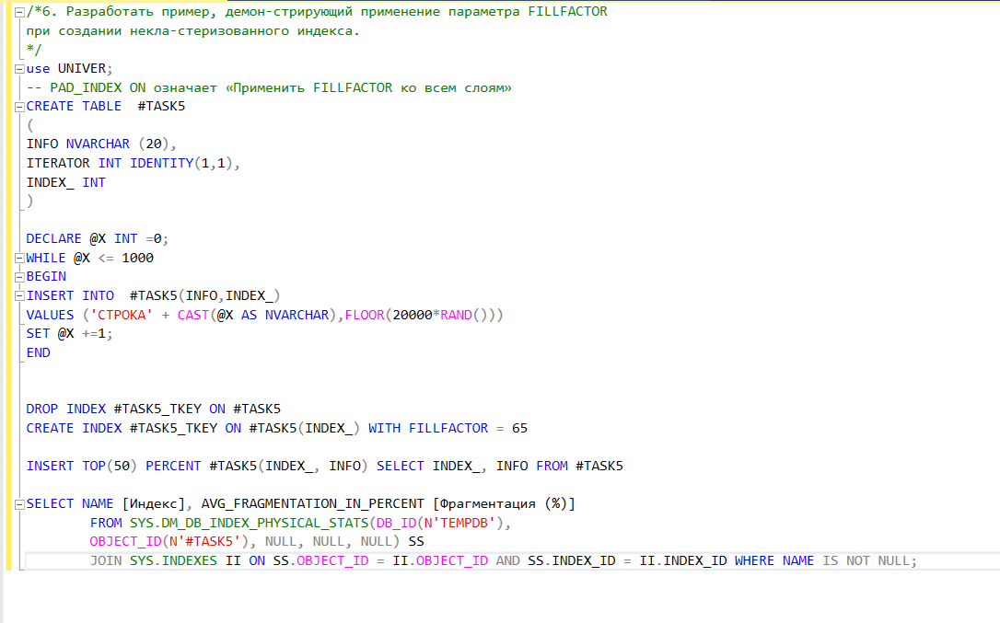 /*6. Разработать пример, демон-стрирующий применение параметра FILLFACTOR
при создании некла-стеризованного индекса.
*/
use UNIVER;
-- PAD_INDEX ON означает «Применить FILLFACTOR ко всем слоям»
CREATE TABLE  #TASK5
(
INFO NVARCHAR (20),
ITERATOR INT IDENTITY(1,1),
INDEX_ INT
)
DECLARE @X INT =0;
WHILE @X <= 1000
BEGIN
INSERT INTO  #TASK5(INFO,INDEX_)
VALUES ('СТРОКА' + CAST(@X AS NVARCHAR),FLOOR(20000*RAND()))
SET @X +=1;
END
DROP INDEX #TASK5_TKEY ON #TASK5
CREATE INDEX #TASK5_TKEY ON #TASK5(INDEX_) WITH FILLFACTOR = 65
INSERT TOP(50) PERCENT #TASK5(INDEX_, INFO) SELECT INDEX_, INFO FROM #TASK5
SELECT NAME [Индекс], AVG_FRAGMENTATION_IN_PERCENT [Фрагментация (%)]
FROM SYS.DM_DB_INDEX_PHYSICAL_STATS(DB_ID(N'TEMPDB'),
OBJECT_ID(N'#TASK5'), NULL, NULL, NULL) SS
JOIN SYS.INDEXES II ON SS.OBJECT_ID = II.OBJECT_ID AND SS.INDEX_ID = II.INDEX_ID WHERE NAME IS NOT NULL;